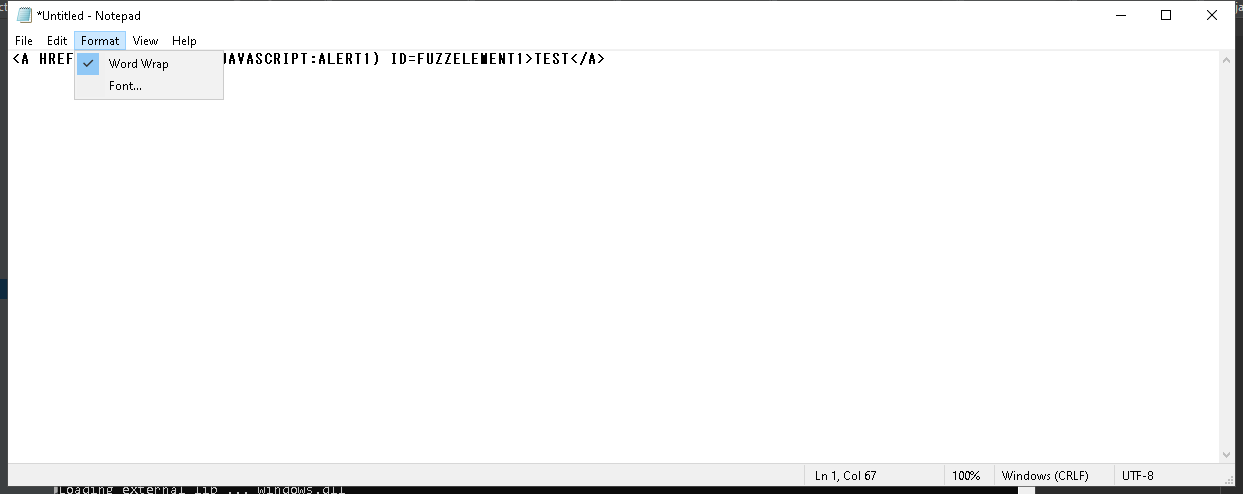 *Untitled - Notepad
File Edit Format View Help
<A HREF JAVASCRIPT:ALERT1) ID=FUZZELEMENT1>TEST</A>
Word Wrap
Font...
Ln 1, Col 67 100% Windows (CRLF) UTF-8
Loading external lib ... windows.dll